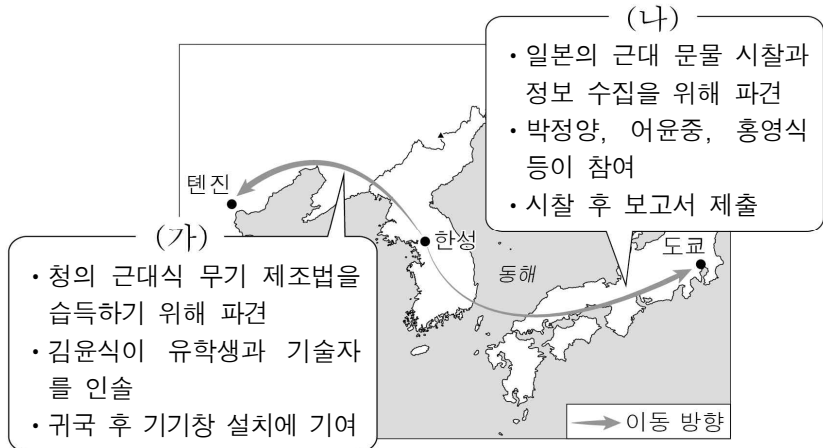 (나)
• 일본의 근대 문물 시찰과
정보 수집을 위해 파견
• 박정양, 어윤중, 홍영식
등이 참여
• 시찰 후 보고서 제출
톈진
한성
동해
도쿄
(가)
• 청의 근대식 무기 제조법을
습득하기 위해 파견
• 김윤식이 유학생과 기술자
를 인솔
• 귀국 후 기기창 설치에 기여
이동 방향